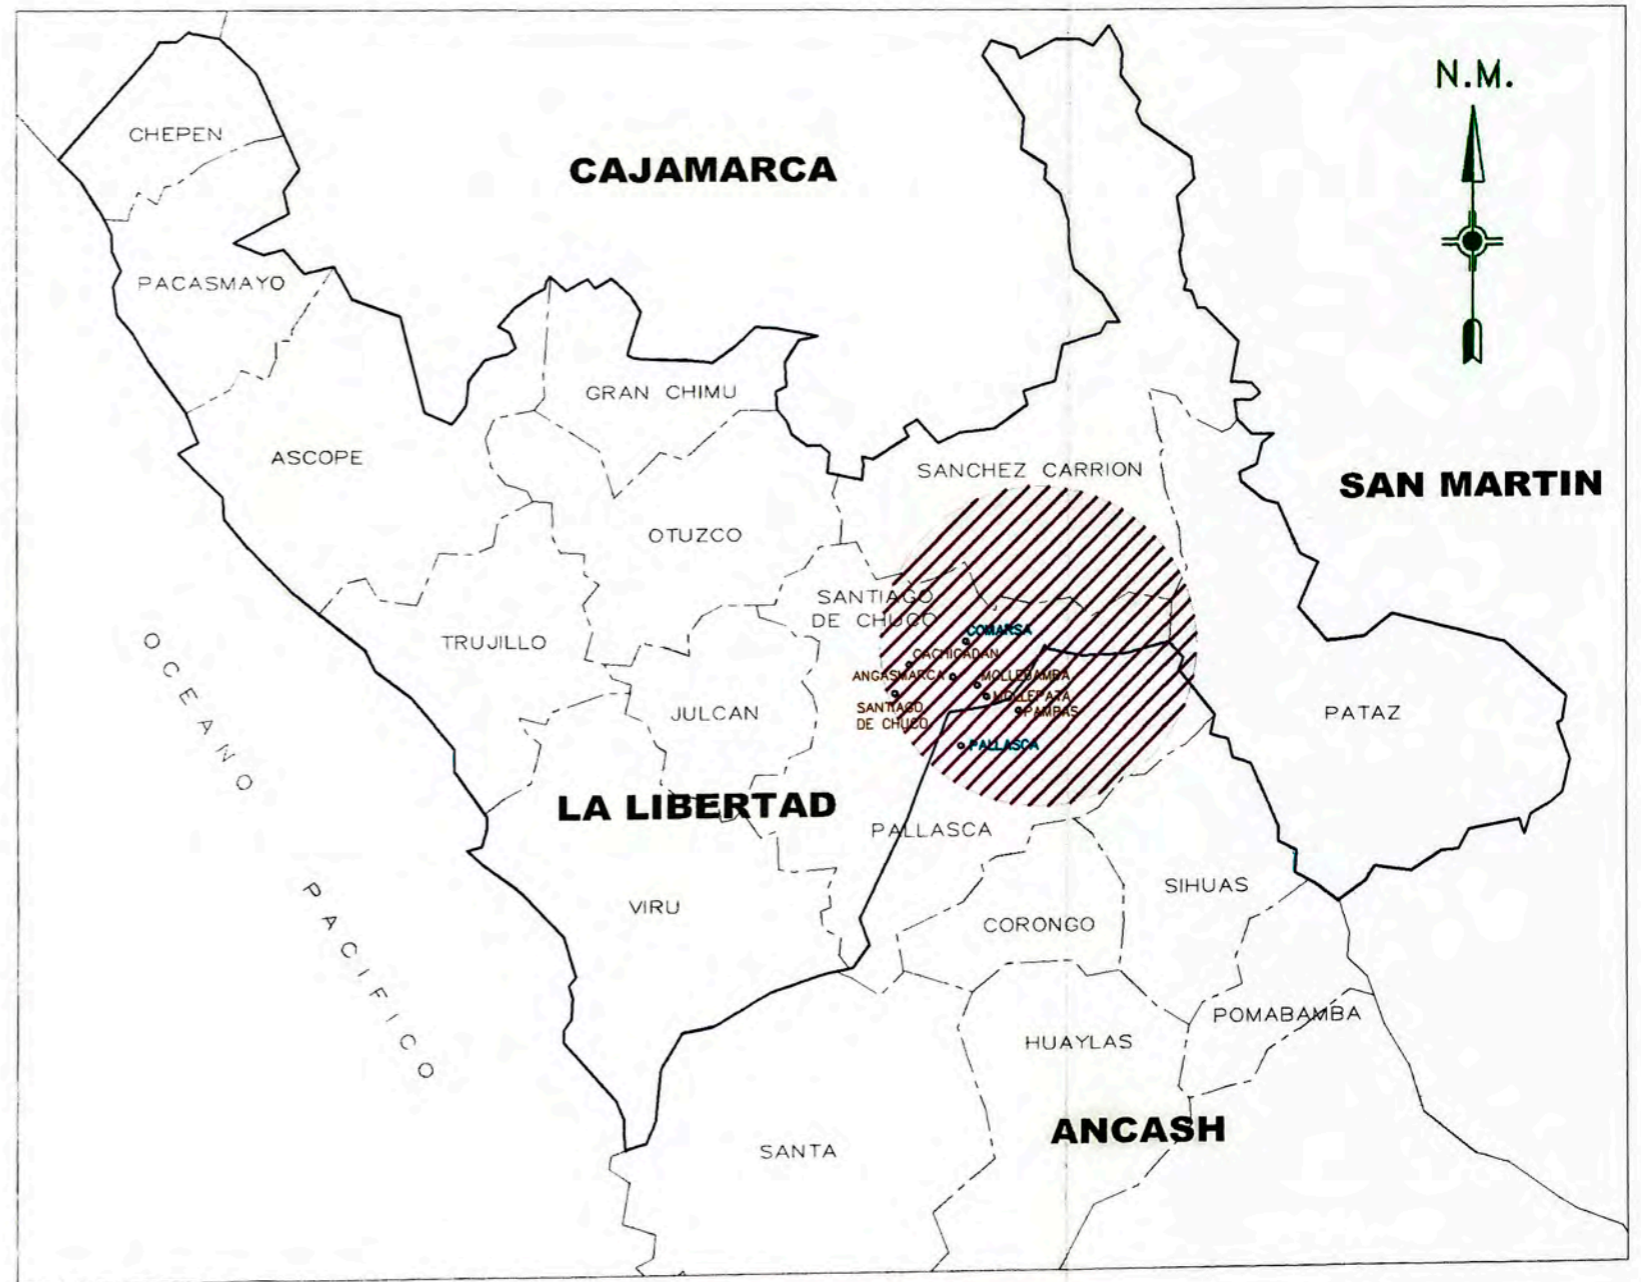 N.M.
CHEPEN
CAJAMARCA
PACASMAYO
GRAN CHIMU
ASCOPE
SANCHEZ CARRION
SAN MARTIN
OTUZCO
SANTIAGO
DE CHUCO
TRUJILLO
COMARSA
CACHICADAN
ANGASMARCA
MOLLEBAMBA
MOLLEPATA
SANTIAGO
DE CHUCO
PAMPAS
JULCAN
PATAZ
PALLASCA
LA LIBERTAD
PALLASCA
OCEANO PACIFICO
VIRU
SIHUAS
CORONGO
POMABAMBA
HUAYLAS
ANCASH
SANTA